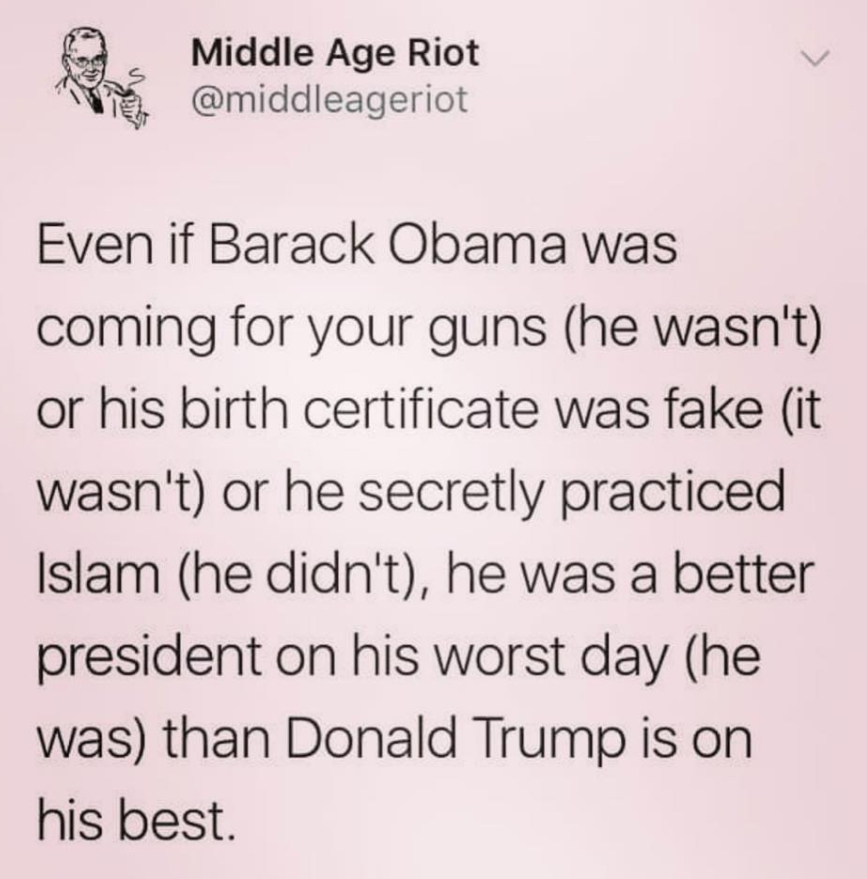 Middle Age Riot
@middleageriot
Even if Barack Obama was
coming for your guns (he wasn't)
or his birth certificate was fake (it
wasn't) or he secretly practiced
Islam (he didn't), he was a better
president on his worst day (he
was) than Donald Trump is on
his best.